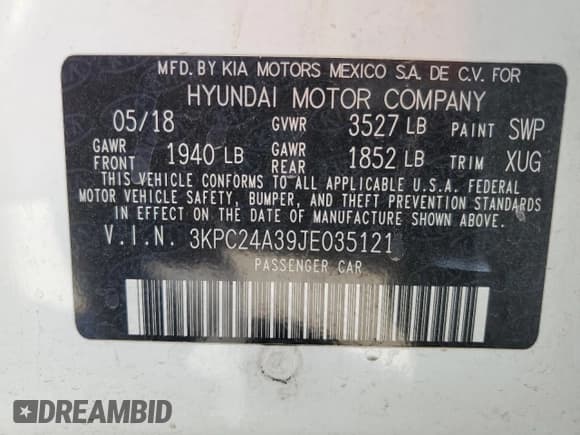 MFD. BY KIA MOTORS MEXICO S.A. DE C.V. FOR
HYUNDAI MOTOR COMPANY
05/18 GVWR 3527 LB PAINT SWP
GAWR FRONT 1940 LB GAWR REAR 1852 LB TRIM XUG
THIS VEHICLE CONFORMS TO ALL APPLICABLE U.S.A. FEDERAL
MOTOR VEHICLE SAFETY, BUMPER, AND THEFT PREVENTION STANDARDS
IN EFFECT ON THE DATE OF MANUFACTURE SHOWN ABOVE.
V.I.N. 3KPC24A39JE035121
PASSENGER CAR
DREAMBID